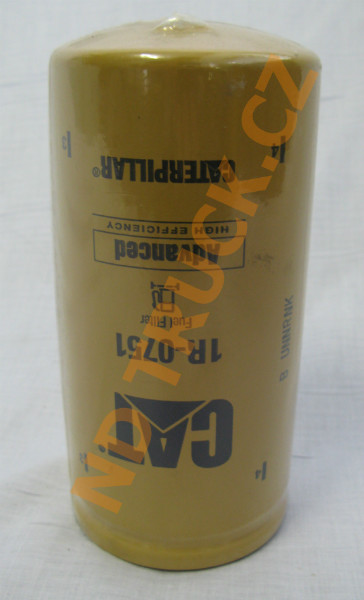 CAT
1R-0751
Fuel Filter
Advanced
HIGH EFFICIENCY
CATERPILLAR®
ND TRUCK.CZ